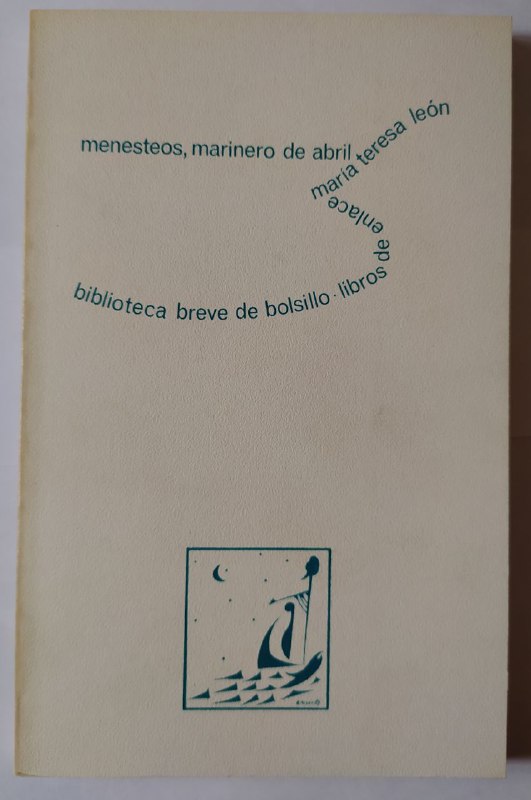 menesteos, marinero de abril
maría teresa león
biblioteca breve de bolsillo · libros de enlace